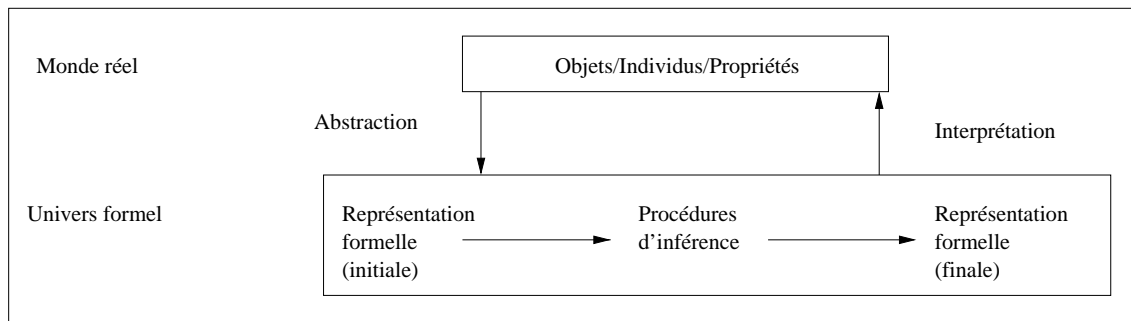 Monde réel
Objets/Individus/Propriétés
Abstraction
Interprétation
Univers formel
Représentation
formelle
(initiale)
Procédures
d'inférence
Représentation
formelle
(finale)